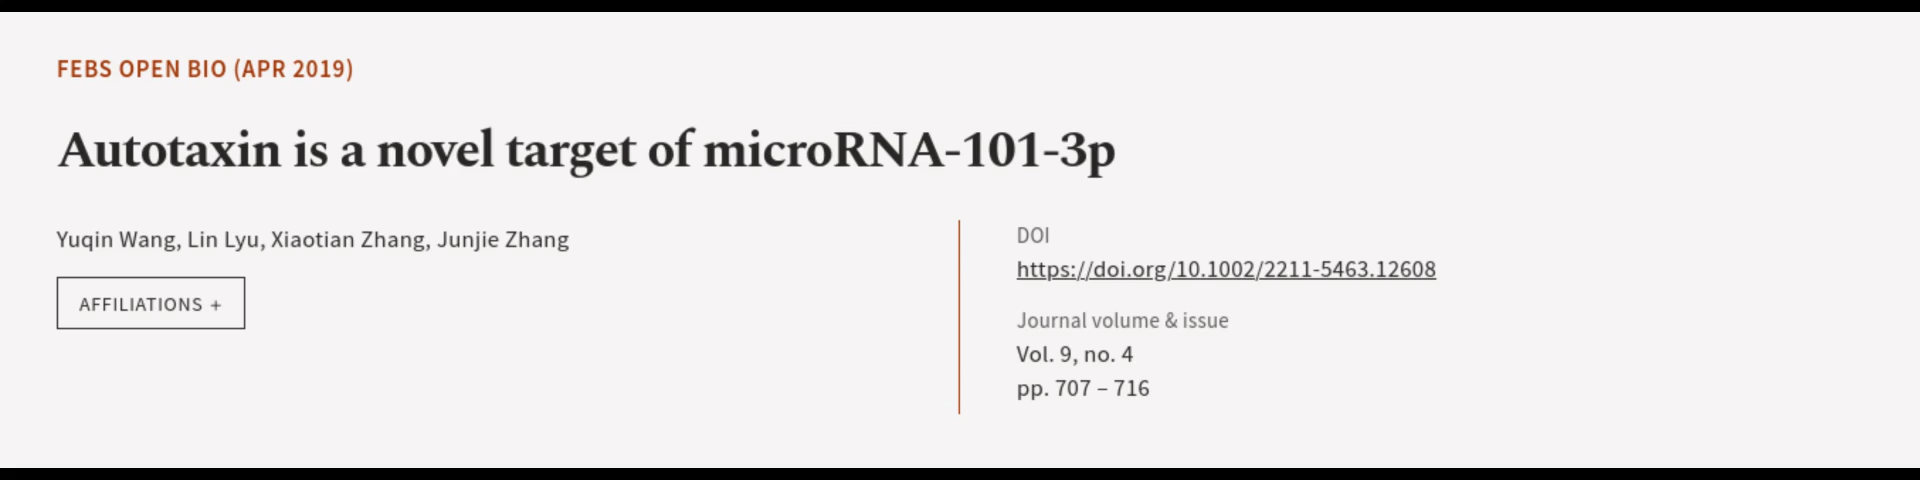 FEBS OPEN BIO (APR 2019)
Autotaxin is a novel target of microRNA-101-3p
Yuqin Wang, Lin Lyu, Xiaotian Zhang, Junjie Zhang
AFFILIATIONS +
DOI
https://doi.org/10.1002/2211-5463.12608
Journal volume & issue
Vol. 9, no. 4
pp. 707 – 716